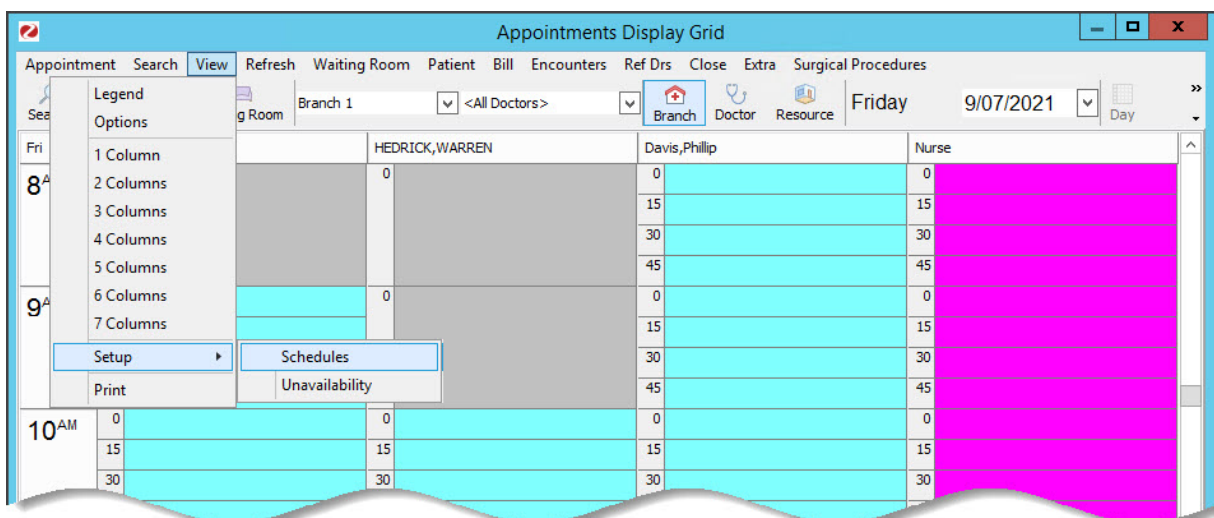 Appointments Display Grid
Appointment Search View Refresh Waiting Room Patient Bill Encounters Ref Drs Close Extra Surgical Procedures
Legend
Options
1 Column
2 Columns
3 Columns
4 Columns
5 Columns
6 Columns
7 Columns
Setup
Print
Schedules
Unavailability
Branch 1 <All Doctors> Branch Doctor Resource Friday 9/07/2021 Day
Fri HEDRICK,WARREN Davis,Phillip Nurse
8 0 0 0
15 15
30 30
45 45
9 0 0 0
15 15
30 30
45 45
10AM 0 0 0 0
15 15 15 15
30 30 30 30